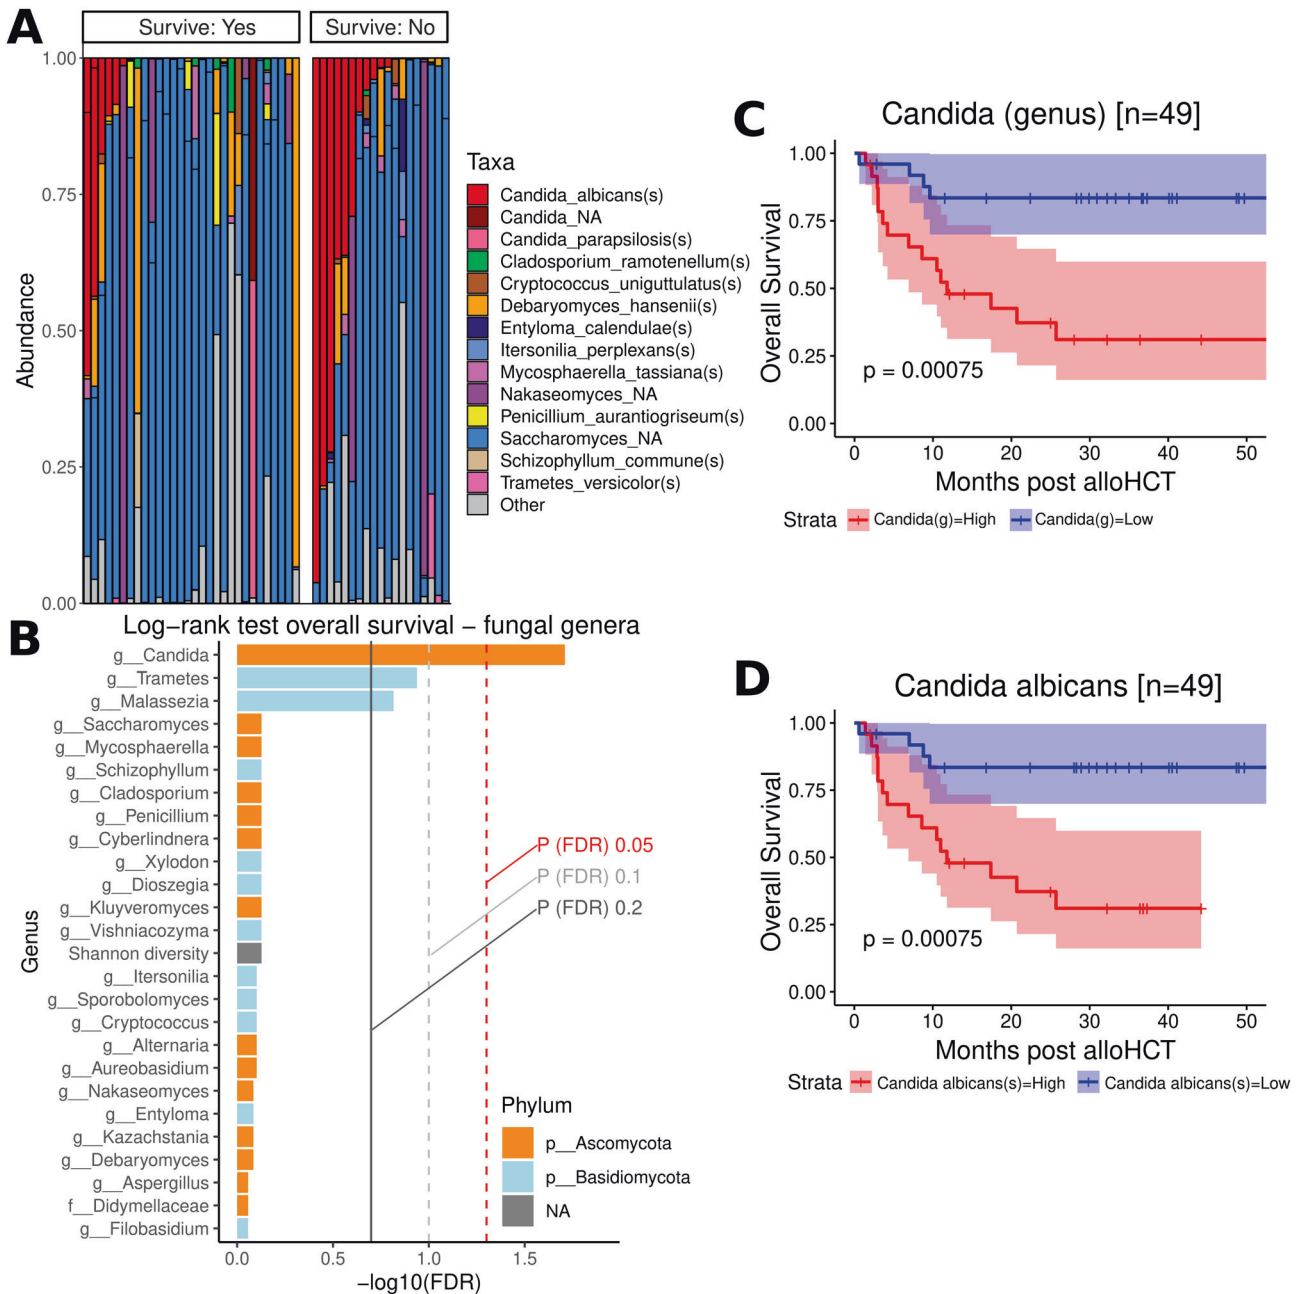 A
Survive: Yes
Survive: No
1.00
0.75
0.50
0.25
0.00
Abundance
Taxa
Candida_albicans(s)
Candida_NA
Candida_parapsilosis(s)
Cladosporium_ramotenellum(s)
Cryptococcus_uniguttulatus(s)
Debaryomyces_hansenii(s)
Entyloma_calendulae(s)
Itersonilia_perplexans(s)
Mycosphaerella_tassiana(s)
Nakaseomyces_NA
Penicillium_aurantiogriseum(s)
Saccharomyces_NA
Schizophyllum_commune(s)
Trametes_versicolor(s)
Other
B
Log-rank test overall survival – fungal genera
g__Candida
g__Trametes
g__Malassezia
g__Saccharomyces
g__Mycosphaerella
g__Schizophyllum
g__Cladosporium
g__Penicillium
g__Cyberlindnera
g__Xylodon
g__Dioszegia
g__Kluyveromyces
g__Vishniacozyma
Shannon diversity
g__Itersonilia
g__Sporobolomyces
g__Cryptococcus
g__Alternaria
g__Aureobasidium
g__Nakaseomyces
g__Entyloma
g__Kazachstania
g__Debaryomyces
g__Aspergillus
f__Didymellaceae
g__Filobasidium
Genus
P (FDR) 0.05
P (FDR) 0.1
P (FDR) 0.2
Phylum
p__Ascomycota
p__Basidiomycota
NA
0.0 0.5 1.0 1.5
−log10(FDR)
C
Candida (genus) [n=49]
1.00
0.75
0.50
0.25
0.00
Overall Survival
p = 0.00075
0 10 20 30 40 50
Months post alloHCT
Strata Candida(g)=High Candida(g)=Low
D
Candida albicans [n=49]
1.00
0.75
0.50
0.25
0.00
Overall Survival
p = 0.00075
0 10 20 30 40 50
Months post alloHCT
Strata Candida albicans(s)=High Candida albicans(s)=Low